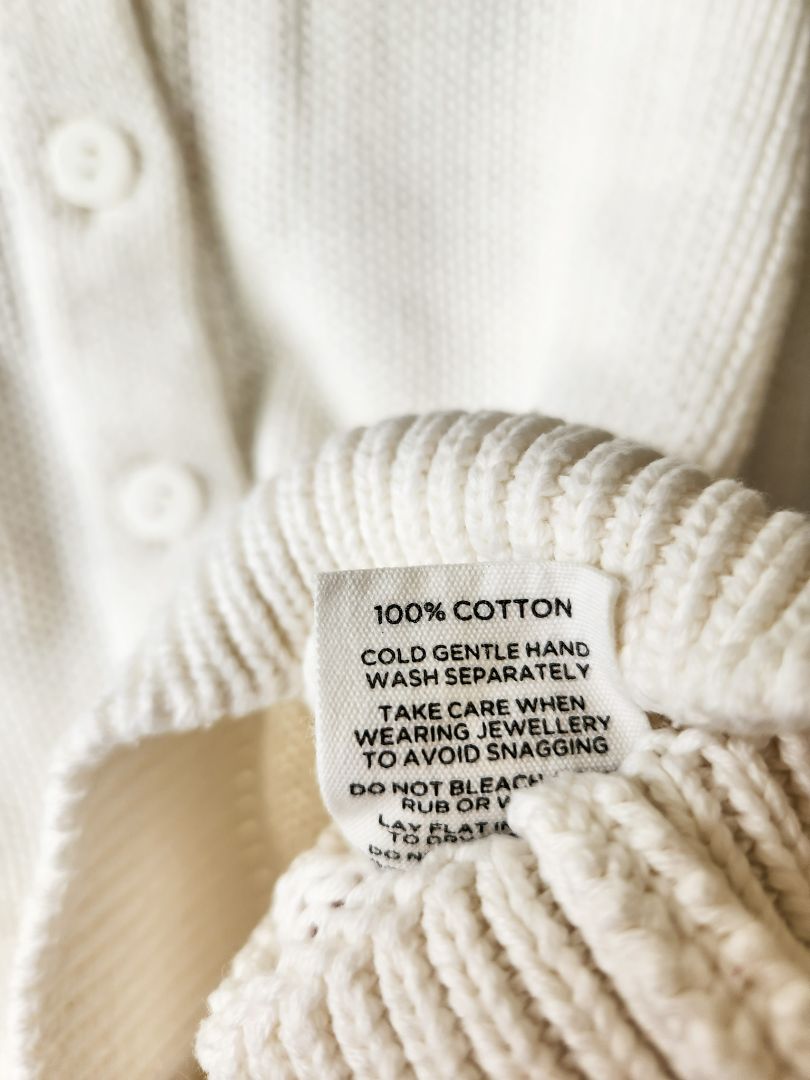 100% COTTON
COLD GENTLE HAND
WASH SEPARATELY
TAKE CARE WHEN
WEARING JEWELLERY
TO AVOID SNAGGING
DO NOT BLEACH
RUB OR
LAY FLAT
TO
DO